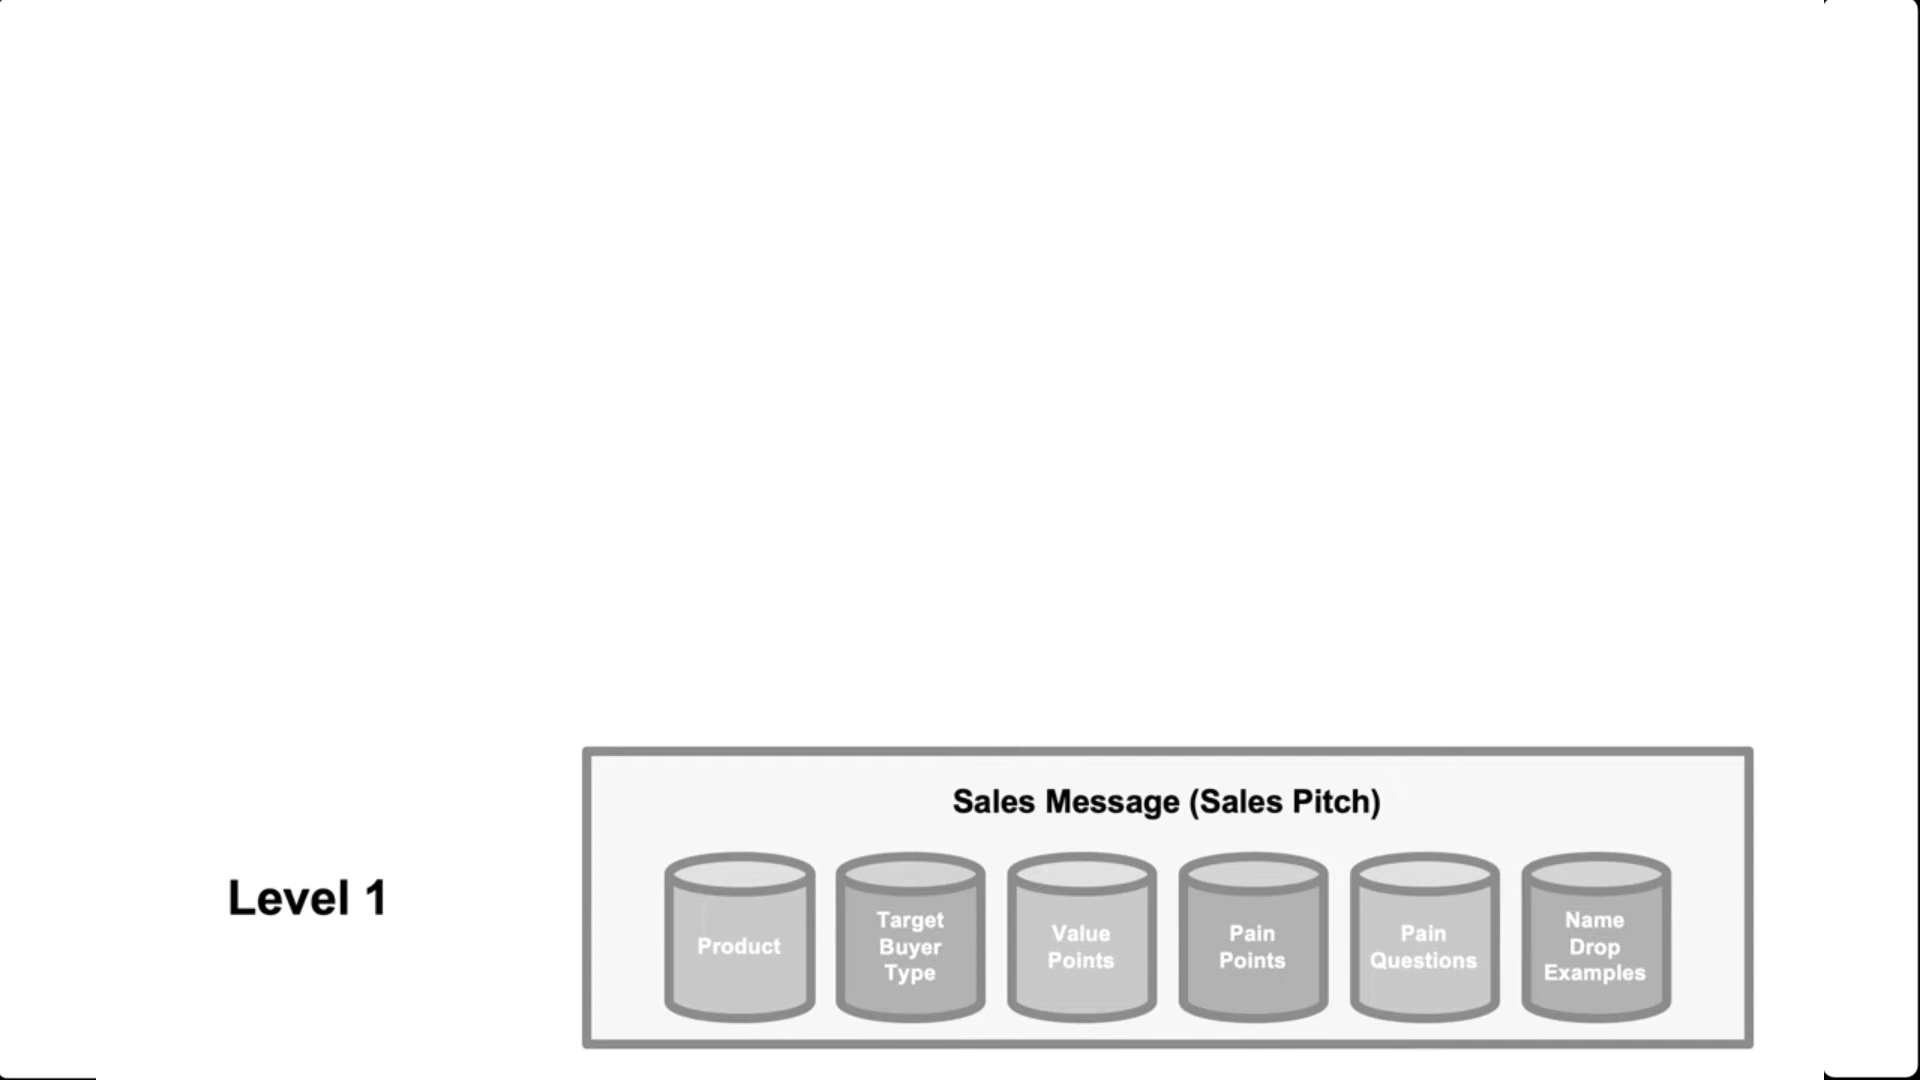 Sales Message (Sales Pitch)
Level 1
Product
Target
Buyer
Type
Value
Points
Pain
Points
Pain
Questions
Name
Drop
Examples